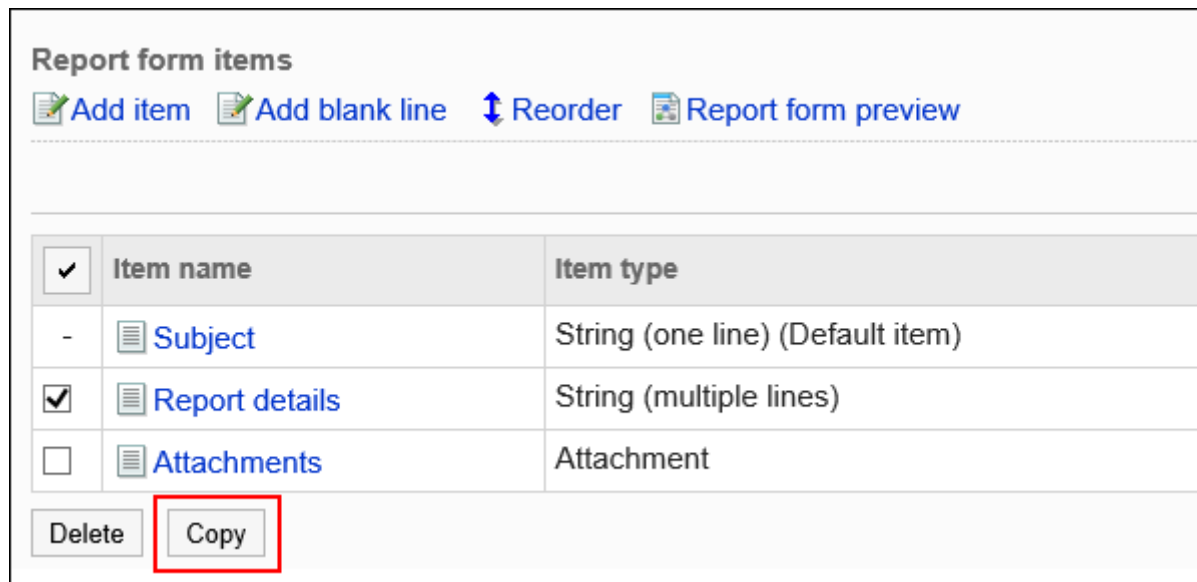 Report form items
Add item Add blank line Reorder Report form preview
Item name Item type
- Subject String (one line) (Default item)
Report details String (multiple lines)
Attachments Attachment
Delete Copy